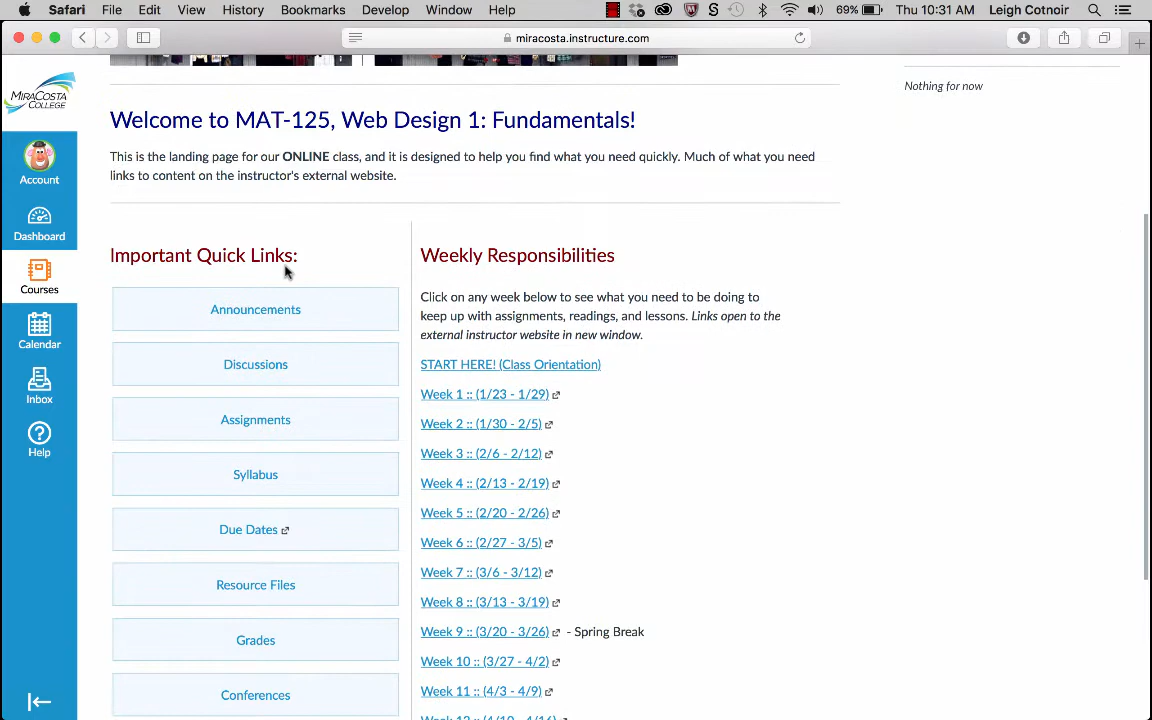 Safari File Edit View History Bookmarks Develop Window Help 69% Thu 10:31 AM Leigh Cotnoir
miracosta.instructure.com
MIRACOSTA COLLEGE
Account
Dashboard
Courses
Calendar
Inbox
Help
Nothing for now
Welcome to MAT-125, Web Design 1: Fundamentals!
This is the landing page for our ONLINE class, and it is designed to help you find what you need quickly. Much of what you need
links to content on the instructor's external website.
Important Quick Links:
Announcements
Discussions
Assignments
Syllabus
Due Dates
Resource Files
Grades
Conferences
Weekly Responsibilities
Click on any week below to see what you need to be doing to
keep up with assignments, readings, and lessons. Links open to the
external instructor website in new window.
START HERE! (Class Orientation)
Week 1 :: (1/23 - 1/29)
Week 2 :: (1/30 - 2/5)
Week 3 :: (2/6 - 2/12)
Week 4 :: (2/13 - 2/19)
Week 5 :: (2/20 - 2/26)
Week 6 :: (2/27 - 3/5)
Week 7 :: (3/6 - 3/12)
Week 8 :: (3/13 - 3/19)
Week 9 :: (3/20 - 3/26) - Spring Break
Week 10 :: (3/27 - 4/2)
Week 11 :: (4/3 - 4/9)
Week 12 :: (4/10 - 4/16)